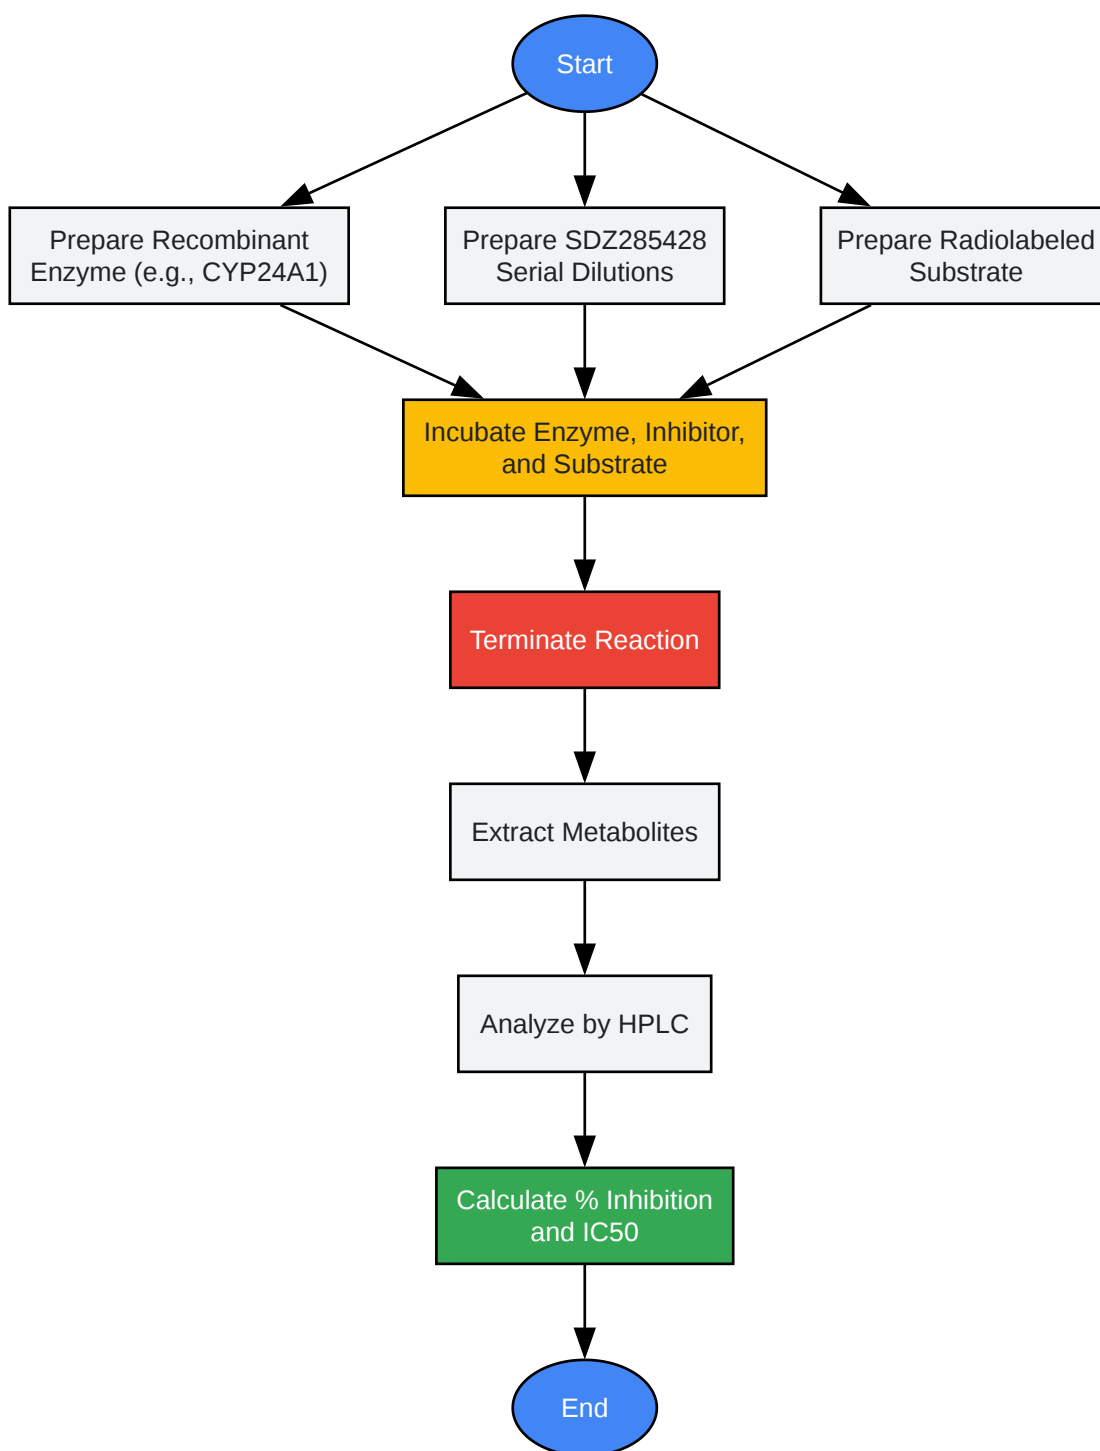 Start
Prepare Recombinant
Enzyme (e.g., CYP24A1)
Prepare SDZ285428
Serial Dilutions
Prepare Radiolabeled
Substrate
Incubate Enzyme, Inhibitor,
and Substrate
Terminate Reaction
Extract Metabolites
Analyze by HPLC
Calculate % Inhibition
and IC50
End